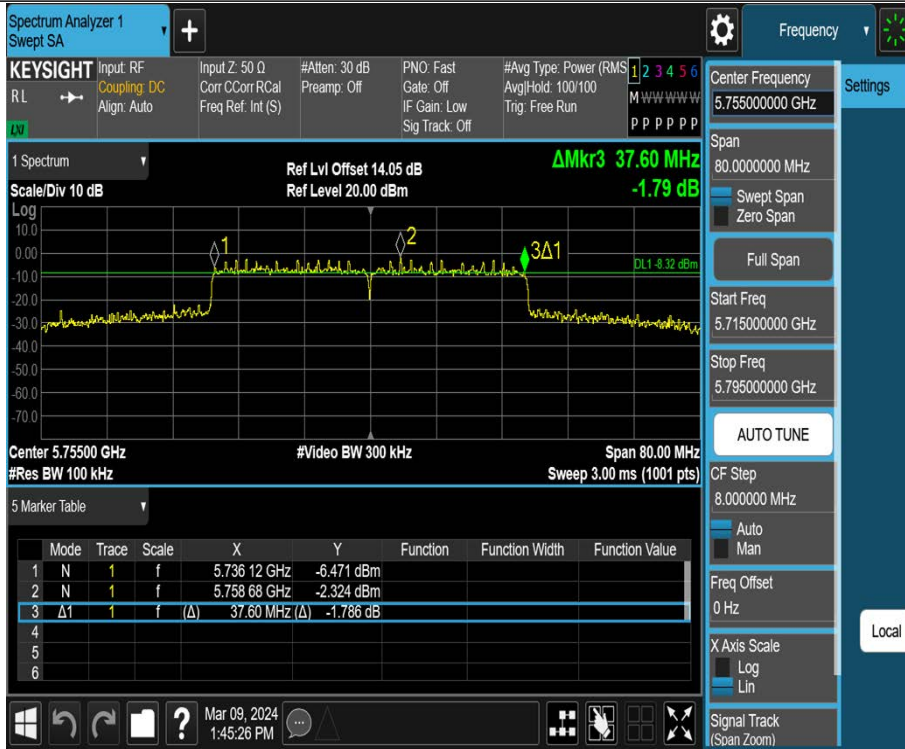 Spectrum Analyzer 1
Swept SA
Frequency
KEYSIGHT
RL
LXI
Input: RF
Coupling: DC
Align: Auto
Input Z: 50 Ω
Corr CCorr RCal
Freq Ref: Int (S)
#Atten: 30 dB
Preamp: Off
PNO: Fast
Gate: Off
IF Gain: Low
Sig Track: Off
#Avg Type: Power (RMS
Avg|Hold: 100/100
Trig: Free Run
1 2 3 4 5 6
M W W W W W
P P P P P P
1 Spectrum
Scale/Div 10 dB
Ref Lvl Offset 14.05 dB
Ref Level 20.00 dBm
ΔMkr3 37.60 MHz
-1.79 dB
Log
10.0
0.00
-10.0
-20.0
-30.0
-40.0
-50.0
-60.0
-70.0
1
2
3Δ1
DL1 -8.32 dBm
Center 5.75500 GHz
#Video BW 300 kHz
Span 80.00 MHz
#Res BW 100 kHz
Sweep 3.00 ms (1001 pts)
5 Marker Table
Mode Trace Scale X Y Function Function Width Function Value
1 N 1 f 5.736 12 GHz -6.471 dBm
2 N 1 f 5.758 68 GHz -2.324 dBm
3 Δ1 1 f (Δ) 37.60 MHz (Δ) -1.786 dB
4
5
6
Mar 09, 2024
1:45:26 PM
Center Frequency
5.755000000 GHz
Span
80.0000000 MHz
Swept Span
Zero Span
Full Span
Start Freq
5.715000000 GHz
Stop Freq
5.795000000 GHz
AUTO TUNE
CF Step
8.000000 MHz
Auto
Man
Freq Offset
0 Hz
X Axis Scale
Log
Lin
Signal Track
(Span Zoom)
Settings
Local